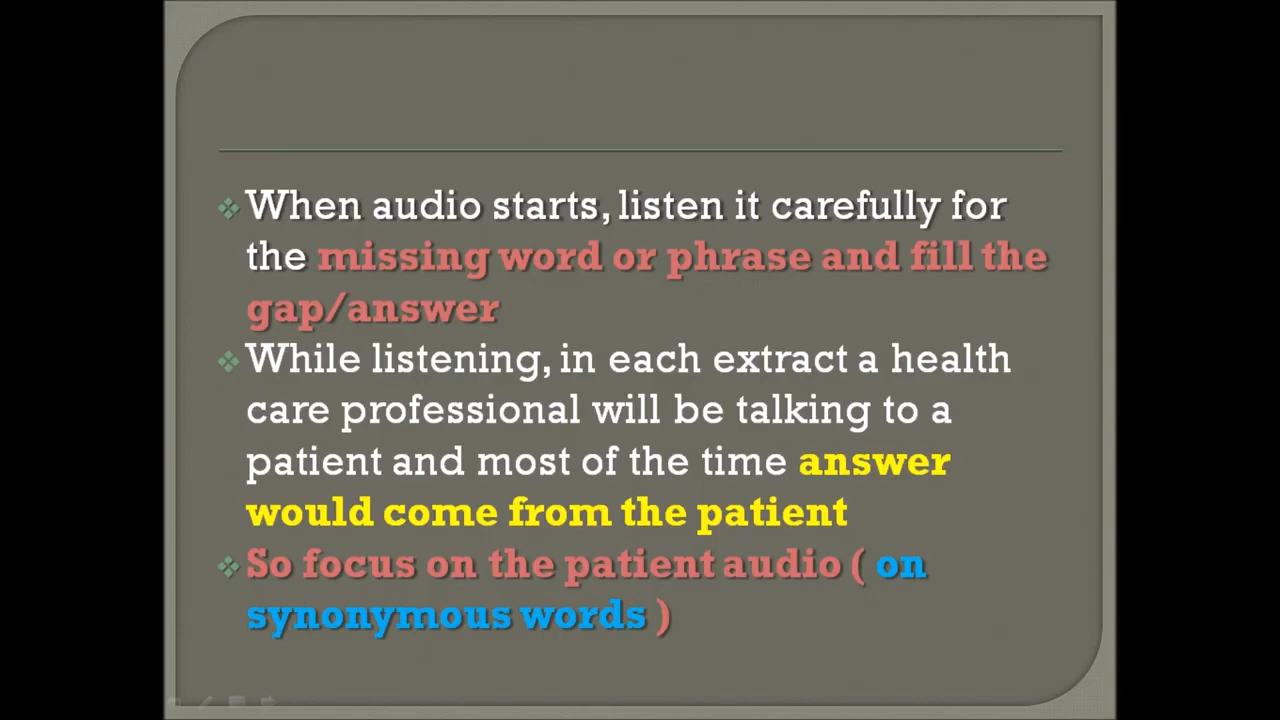 When audio starts, listen it carefully for
the missing word or phrase and fill the
gap/answer
While listening, in each extract a health
care professional will be talking to a
patient and most of the time answer
would come from the patient
So focus on the patient audio ( on
synonymous words )